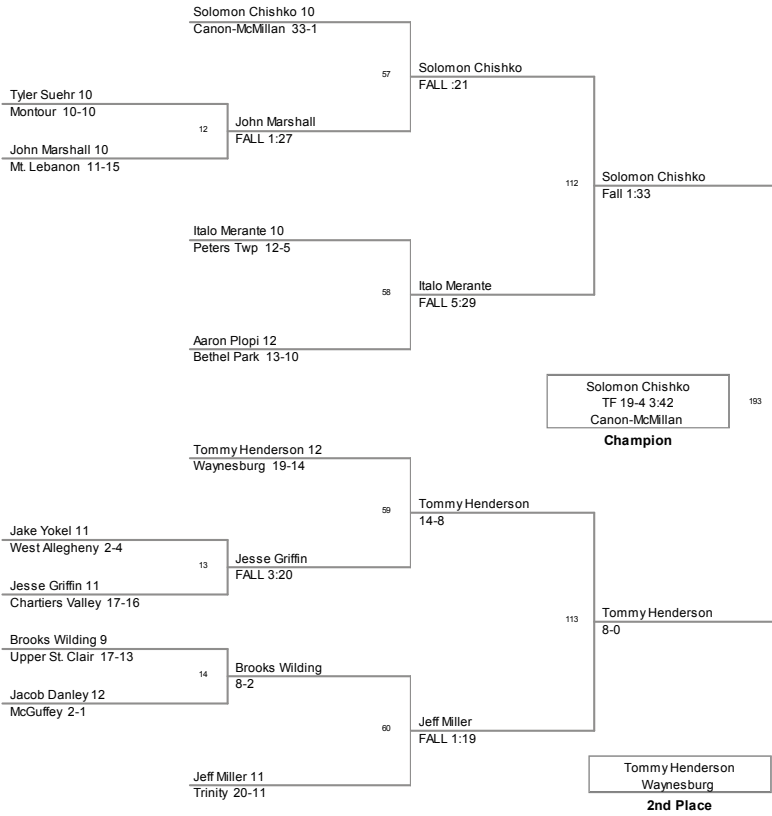 Solomon Chishko 10
Canon-McMillan 33-1
57
Solomon Chishko
FALL :21
Tyler Suehr 10
Montour 10-10
12
John Marshall
FALL 1:27
John Marshall 10
Mt. Lebanon 11-15
112
Solomon Chishko
Fall 1:33
Italo Merante 10
Peters Twp 12-5
58
Italo Merante
FALL 5:29
Aaron Plopi 12
Bethel Park 13-10
Solomon Chishko
TF 19-4 3:42
Canon-McMillan
193
Champion
Tommy Henderson 12
Waynesburg 19-14
59
Tommy Henderson
14-8
Jake Yokel 11
West Allegheny 2-4
13
Jesse Griffin
FALL 3:20
Jesse Griffin 11
Chartiers Valley 17-16
113
Tommy Henderson
8-0
Brooks Wilding 9
Upper St. Clair 17-13
14
Brooks Wilding
8-2
Jacob Danley 12
McGuffey 2-1
60
Jeff Miller
FALL 1:19
Jeff Miller 11
Trinity 20-11
Tommy Henderson
Waynesburg
2nd Place